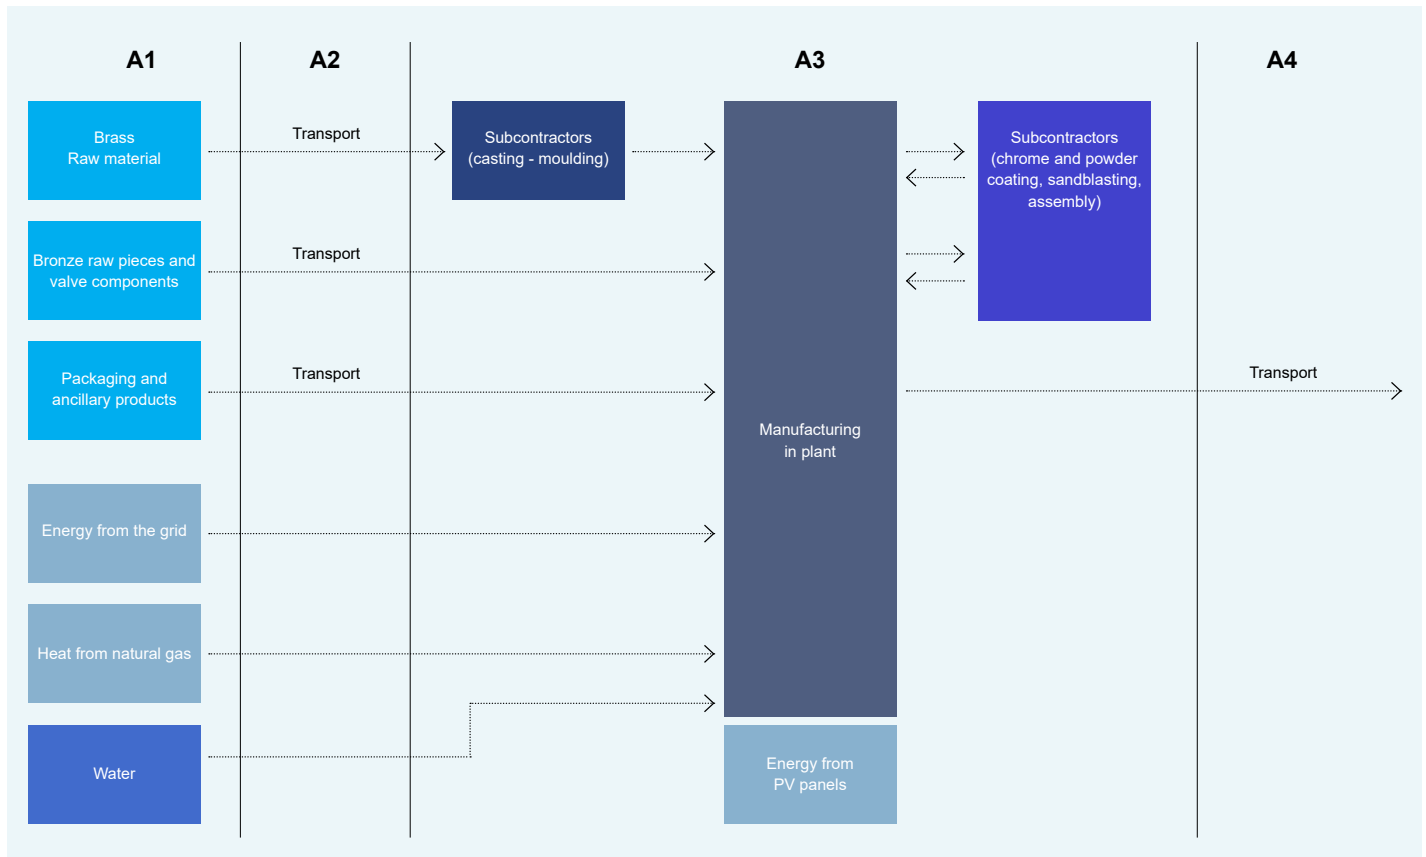 A1
A2
A3
A4
Brass
Raw material
Transport
Subcontractors
(casting - moulding)
Subcontractors
(chrome and powder
coating, sandblasting,
assembly)
Bronze raw pieces and
valve components
Transport
Packaging and
ancillary products
Transport
Transport
Manufacturing
in plant
Energy from the grid
Heat from natural gas
Water
Energy from
PV panels